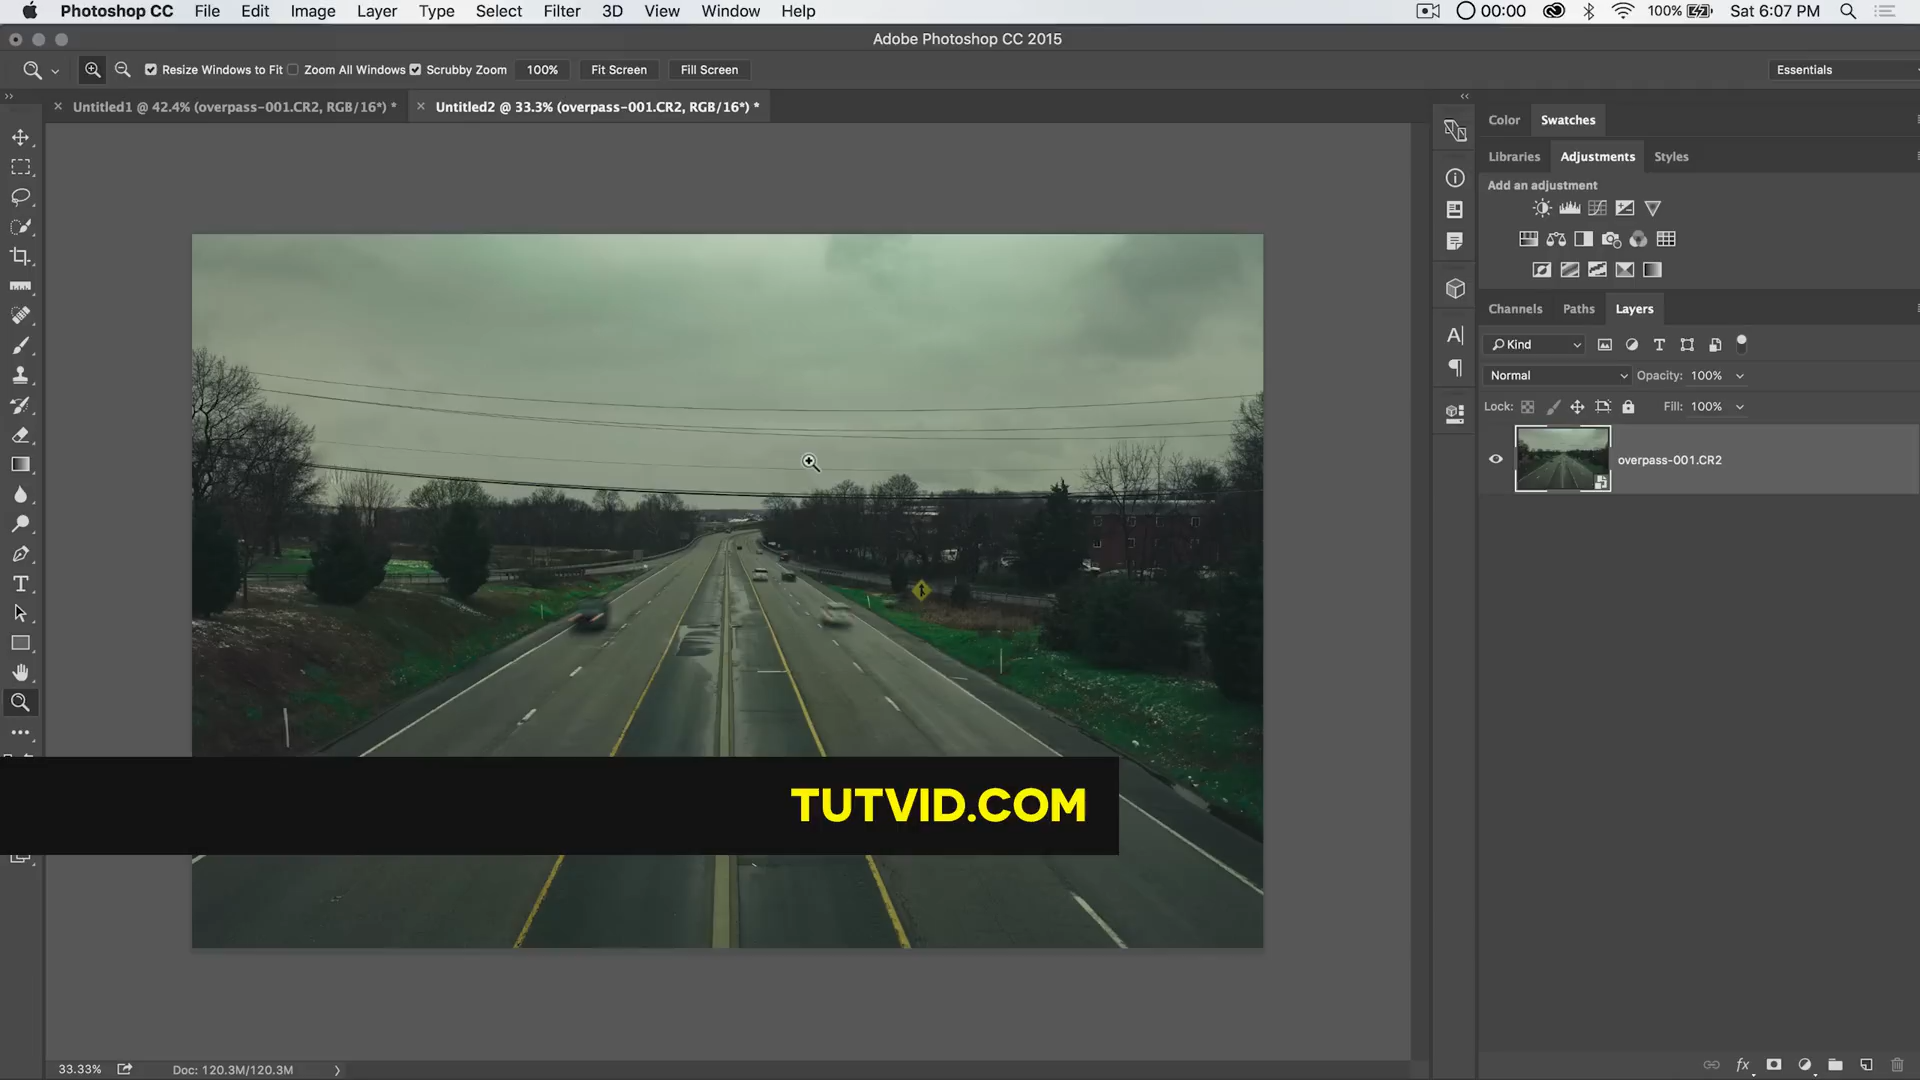 Photoshop CC File Edit Image Layer Type Select Filter 3D View Window Help 00:00 100% Sat 6:07 PM
Adobe Photoshop CC 2015
Resize Windows to Fit Zoom All Windows Scrubby Zoom 100% Fit Screen Fill Screen Essentials
Untitled1 @ 42.4% (overpass-001.CR2, RGB/16*) * Untitled2 @ 33.3% (overpass-001.CR2, RGB/16*) *
Color Swatches
Libraries Adjustments Styles
Add an adjustment
Channels Paths Layers
Kind
Normal Opacity: 100%
Lock: Fill: 100%
overpass-001.CR2
TUTVID.COM
33.33% Doc: 120.3M/120.3M